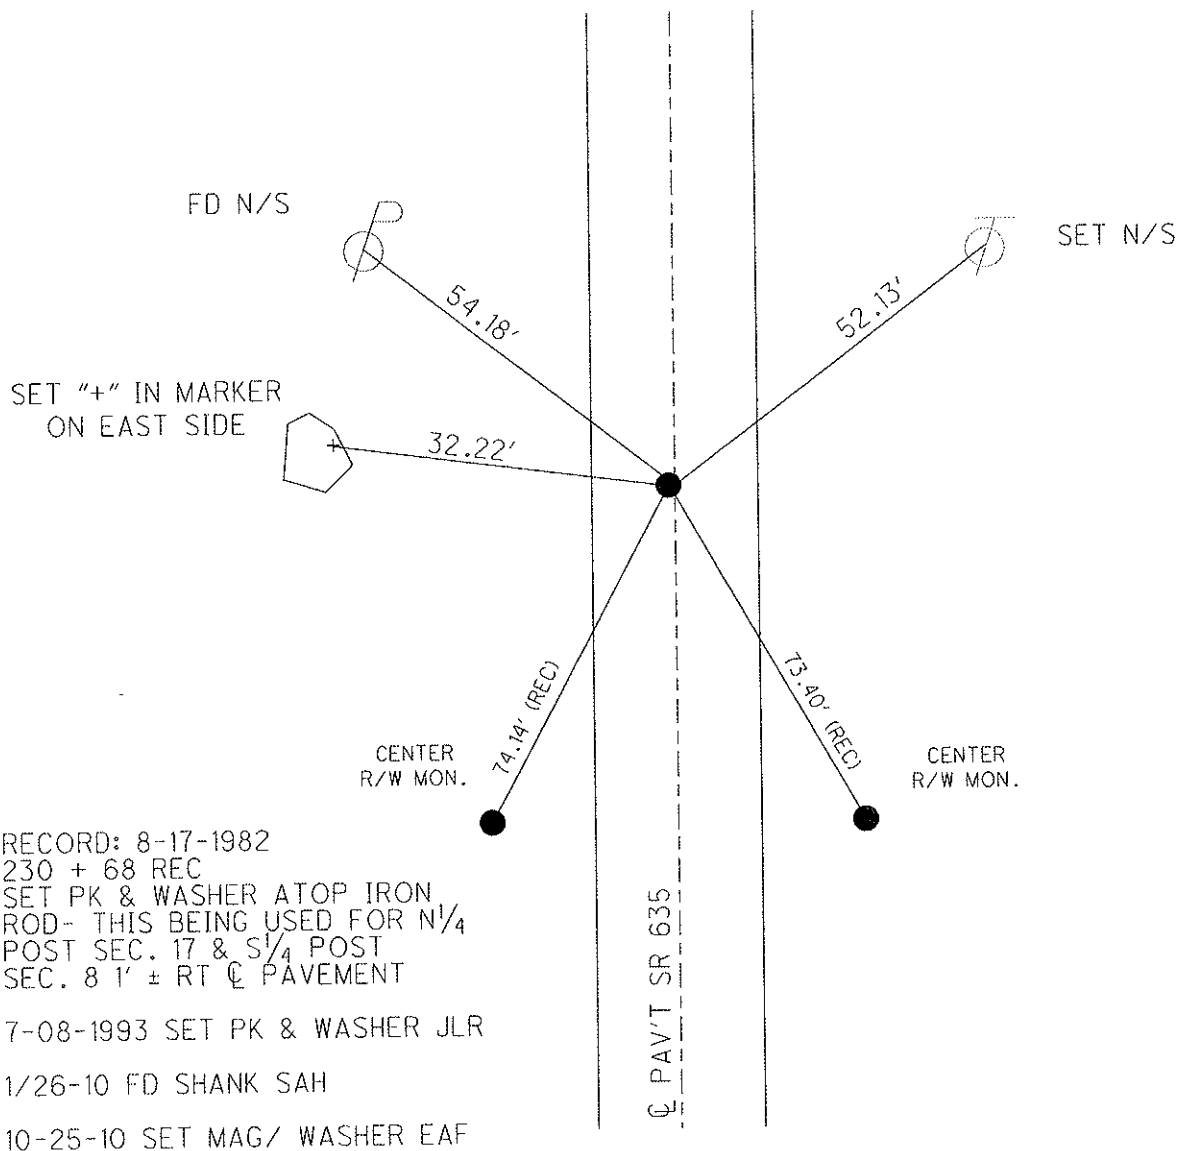 FD N/S
SET N/S
54.18'
52.13'
SET "+" IN MARKER
ON EAST SIDE
32.22'
74.14' (REC)
73.40' (REC)
CENTER
R/W MON.
CENTER
R/W MON.
RECORD: 8-17-1982
230 + 68 REC
SET PK & WASHER ATOP IRON
ROD- THIS BEING USED FOR N1/4
POST SEC. 17 & S1/4 POST
SEC. 8 1' ± RT ℄ PAVEMENT
7-08-1993 SET PK & WASHER JLR
1/26-10 FD SHANK SAH
10-25-10 SET MAG/ WASHER EAF
℄ PAV'T SR 635